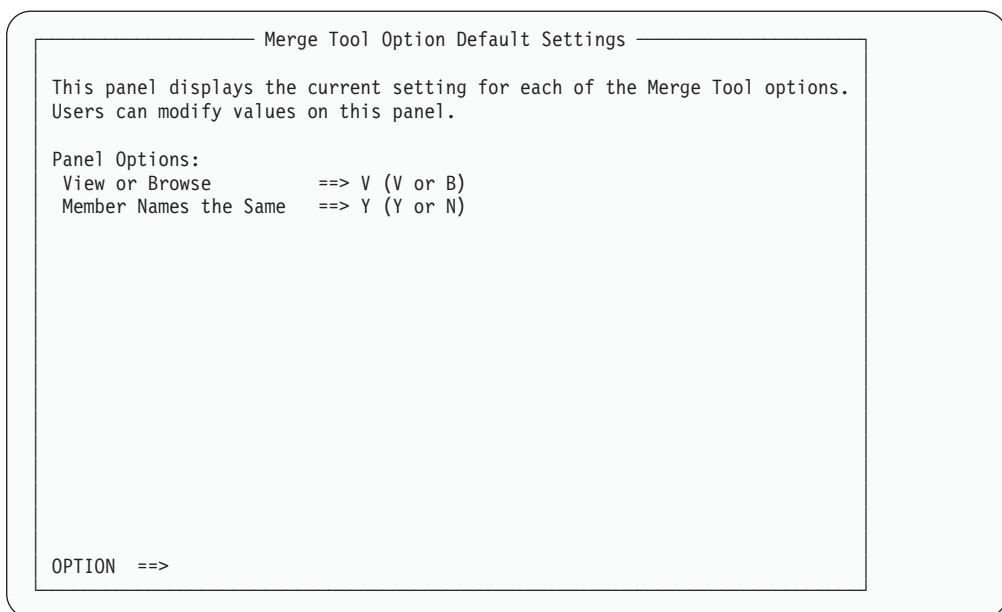 Merge Tool Option Default Settings
This panel displays the current setting for each of the Merge Tool options.
Users can modify values on this panel.
Panel Options:
View or Browse ==> V (V or B)
Member Names the Same ==> Y (Y or N)
OPTION ==>